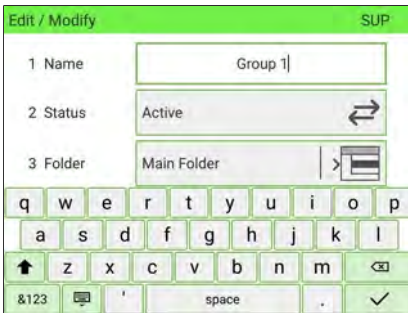 Edit / Modify SUP
1 Name Group 1
2 Status Active
3 Folder Main Folder >
q w e r t y u i o p
a s d f g h j k l
z x c v b n m
&123 ' space .